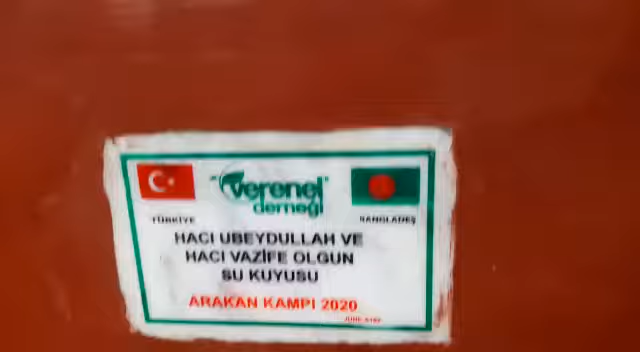 verenel
derneği
TÜRKİYE
BANGLADEŞ
HACI UBEYDULLAH VE
HACI VAZİFE OLGUN
SU KUYUSU
ARAKAN KAMPI 2020